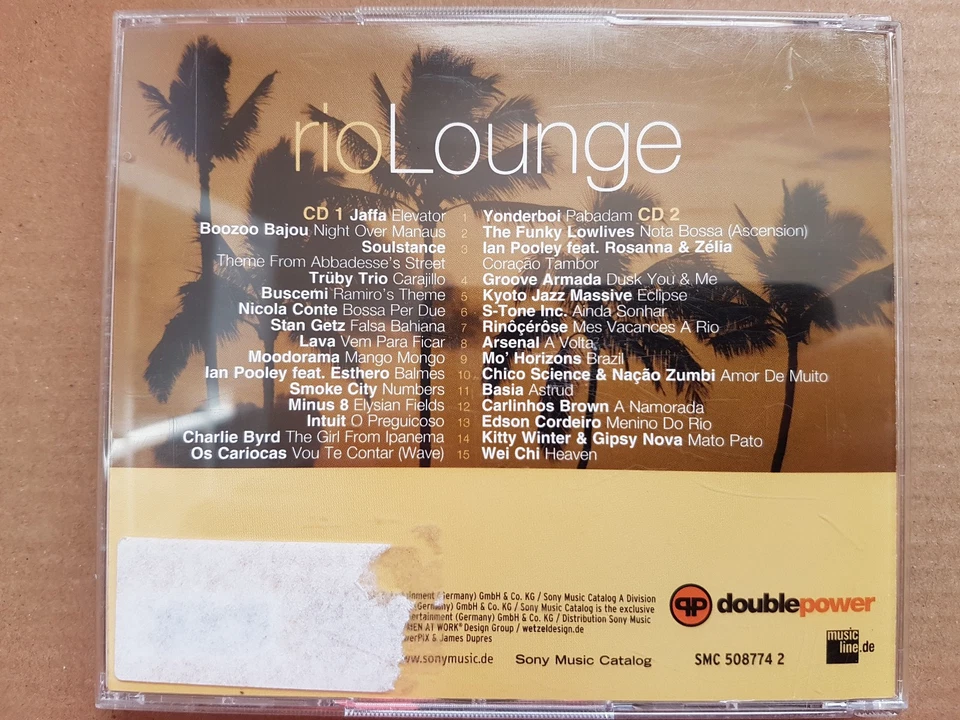 rioLounge
CD 1 Jaffa Elevator 1 Yonderboi Pabadam CD 2
Boozoo Bajou Night Over Manaus 2 The Funky Lowlives Nota Bossa (Ascension)
Soulstance 3 Ian Pooley feat. Rosanna & Zélia
Theme From Abbadesse's Street Coração Tambor
Trüby Trio Carajillo 4 Groove Armada Dusk You & Me
Buscemi Ramiro's Theme 5 Kyoto Jazz Massive Eclipse
Nicola Conte Bossa Per Due 6 S-Tone Inc. Ainda Sonhar
Stan Getz Falsa Bahiana 7 Rinôçérôse Mes Vacances A Rio
Lava Vem Para Ficar 8 Arsenal A Volta
Moodorama Mango Mongo 9 Mo' Horizons Brazil
Ian Pooley feat. Esthero Balmes 10 Chico Science & Nação Zumbi Amor De Muito
Smoke City Numbers 11 Basia Astrud
Minus 8 Elysian Fields 12 Carlinhos Brown A Namorada
Intuit O Preguicoso 13 Edson Cordeiro Menino Do Rio
Charlie Byrd The Girl From Ipanema 14 Kitty Winter & Gipsy Nova Mato Pato
Os Cariocas Vou Te Contar (Wave) 15 Wei Chi Heaven
(Germany) GmbH & Co. KG / Sony Music Catalog A Division
GmbH & Co. KG / Sony Music Catalog is the exclusive
(Germany) GmbH & Co. KG / Distribution Sony Music
MEN AT WORK® Design Group / wetzeldesign.de
& James Dupres
doublepower
music line.de
www.sonymusic.de Sony Music Catalog SMC 508774 2